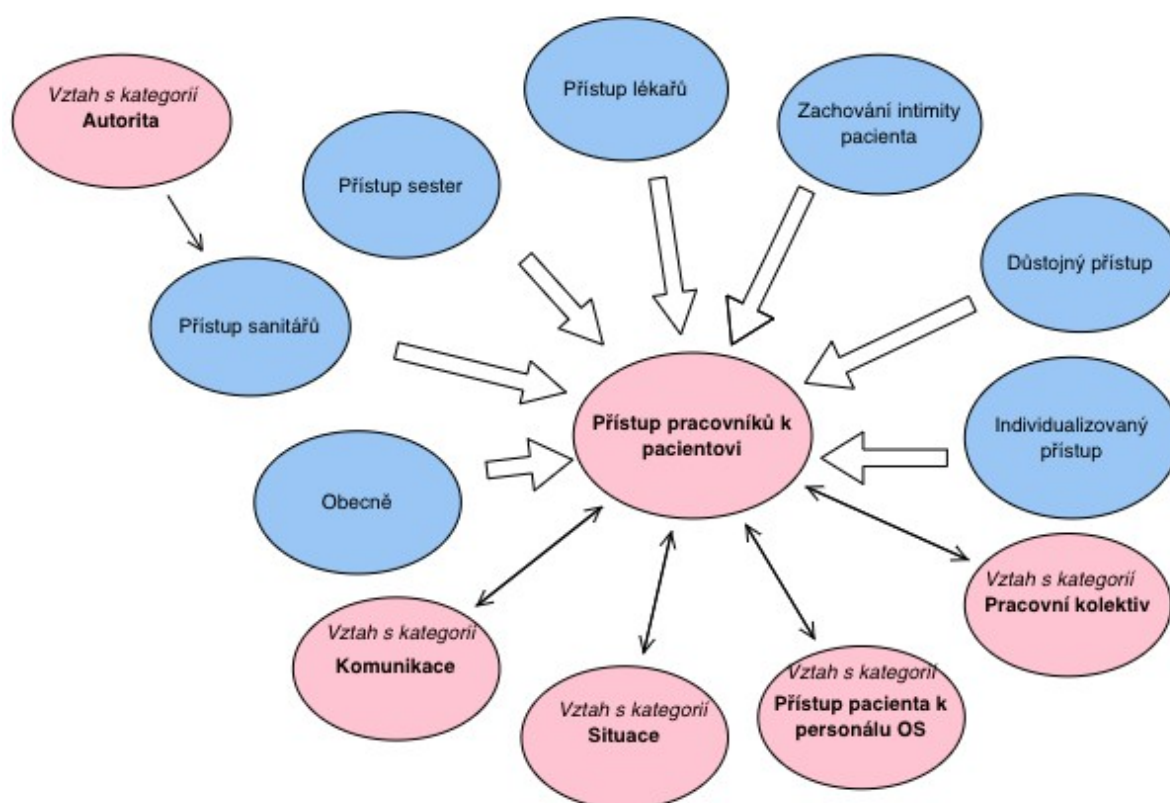 Vztah s kategorií
Autorita
Přístup sester
Přístup lékařů
Zachování intimity
pacienta
Důstojný přístup
Přístup sanitářů
Přístup pracovníků k
pacientovi
Individualizovaný
přístup
Obecně
Vztah s kategorií
Komunikace
Vztah s kategorií
Situace
Vztah s kategorií
Přístup pacienta k
personálu OS
Vztah s kategorií
Pracovní kolektiv